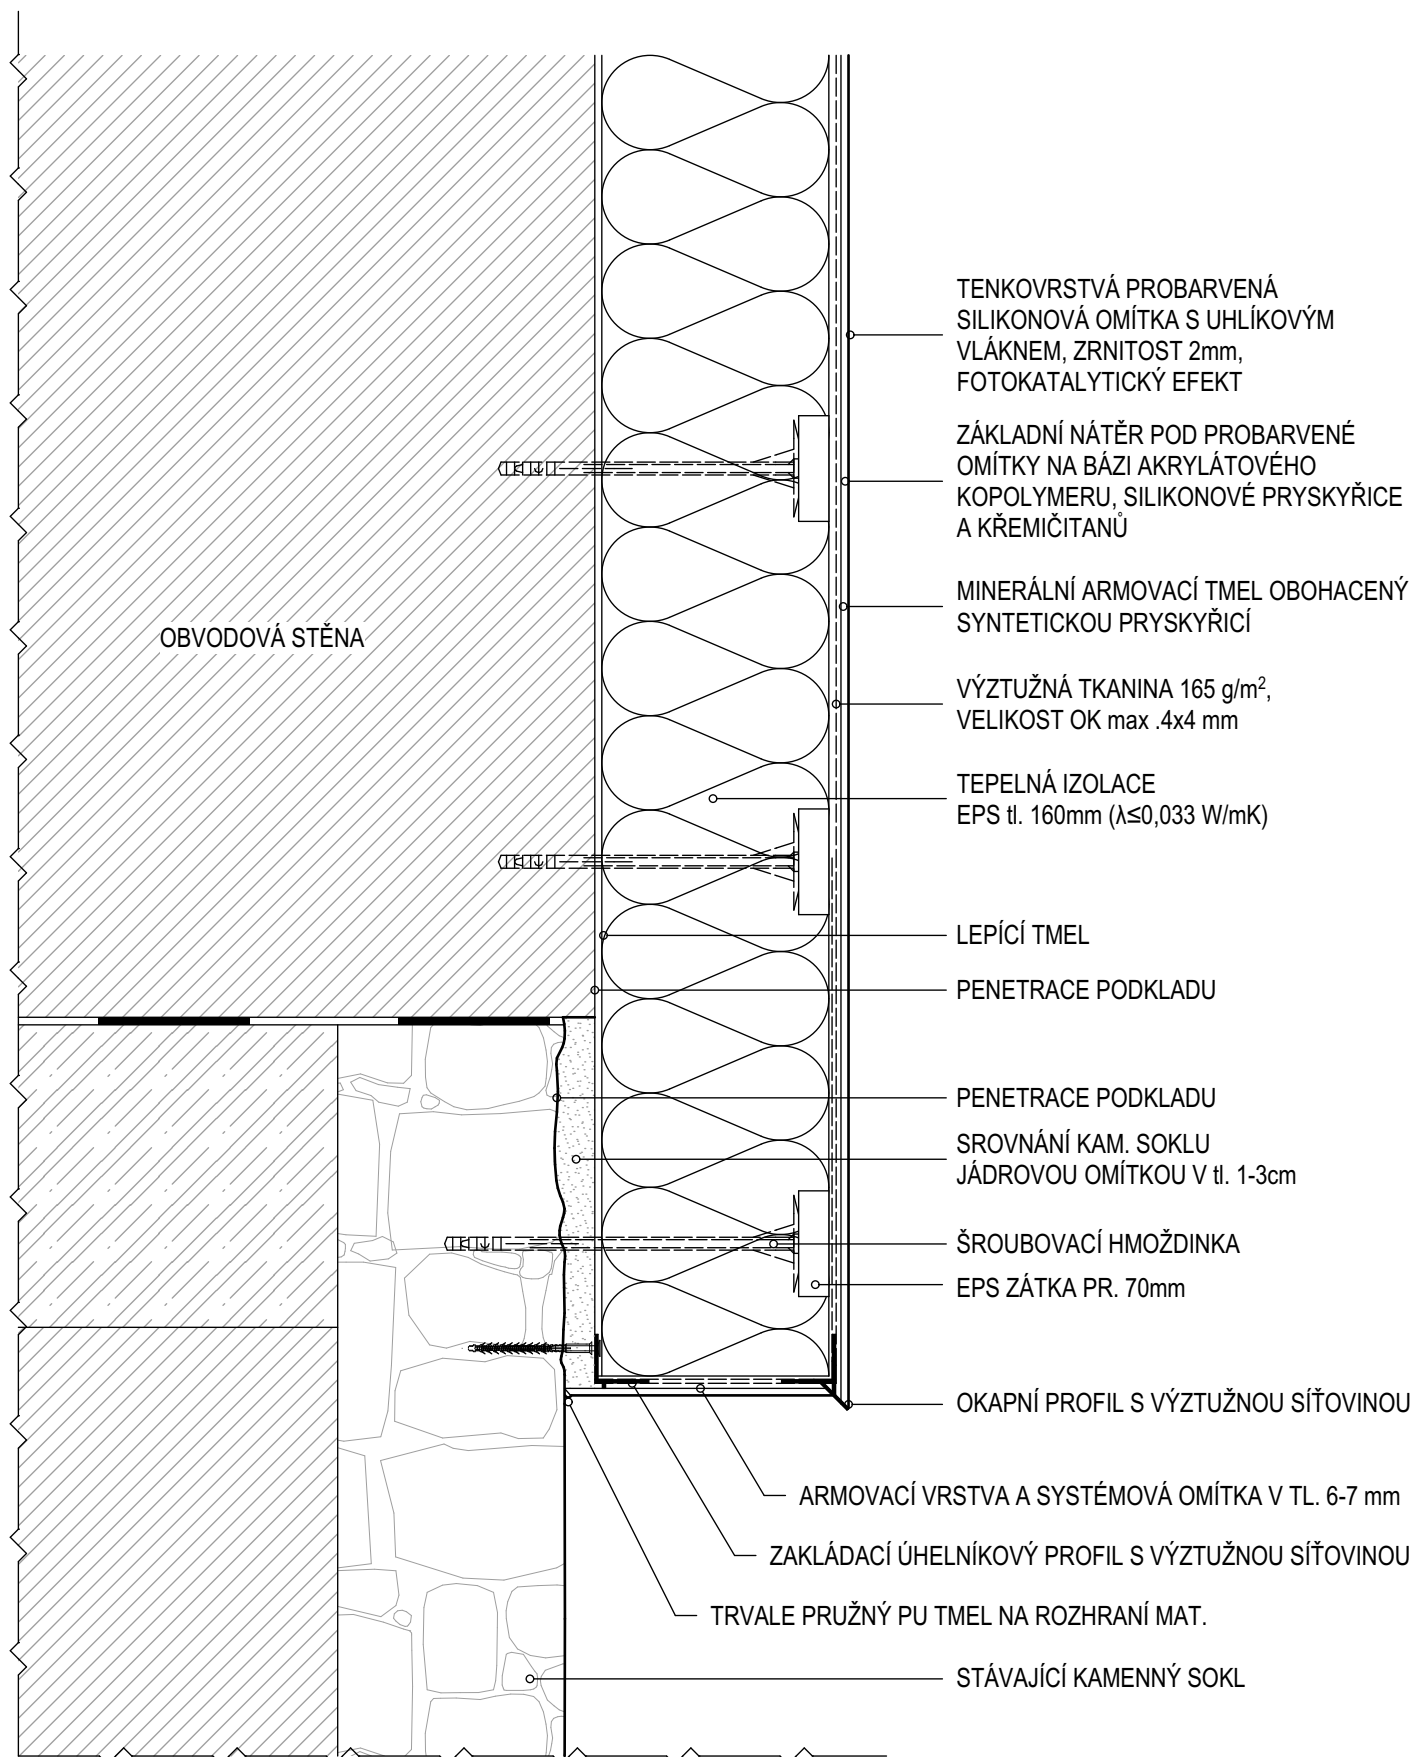 TENKOVRSTVÁ PROBARVENÁ
SILIKONOVÁ OMÍTKA S UHLÍKOVÝM
VLÁKNEM, ZRNITOST 2mm,
FOTOKATALYTICKÝ EFEKT
ZÁKLADNÍ NÁTĚR POD PROBARVENÉ
OMÍTKY NA BÁZI AKRYLÁTOVÉHO
KOPOLYMERU, SILIKONOVÉ PRYSKYŘICE
A KŘEMIČITANŮ
MINERÁLNÍ ARMOVACÍ TMEL OBOHACENÝ
SYNTETICKOU PRYSKYŘICÍ
OBVODOVÁ STĚNA
VÝZTUŽNÁ TKANINA 165 g/m²,
VELIKOST OK max .4x4 mm
TEPELNÁ IZOLACE
EPS tl. 160mm (λ≤0,033 W/mK)
LEPÍCÍ TMEL
PENETRACE PODKLADU
PENETRACE PODKLADU
SROVNÁNÍ KAM. SOKLU
JÁDROVOU OMÍTKOU V tl. 1-3cm
ŠROUBOVACÍ HMOŽDINKA
EPS ZÁTKA PR. 70mm
OKAPNÍ PROFIL S VÝZTUŽNOU SÍŤOVINOU
ARMOVACÍ VRSTVA A SYSTÉMOVÁ OMÍTKA V TL. 6-7 mm
ZAKLÁDACÍ ÚHELNÍKOVÝ PROFIL S VÝZTUŽNOU SÍŤOVINOU
TRVALE PRUŽNÝ PU TMEL NA ROZHRANÍ MAT.
STÁVAJÍCÍ KAMENNÝ SOKL